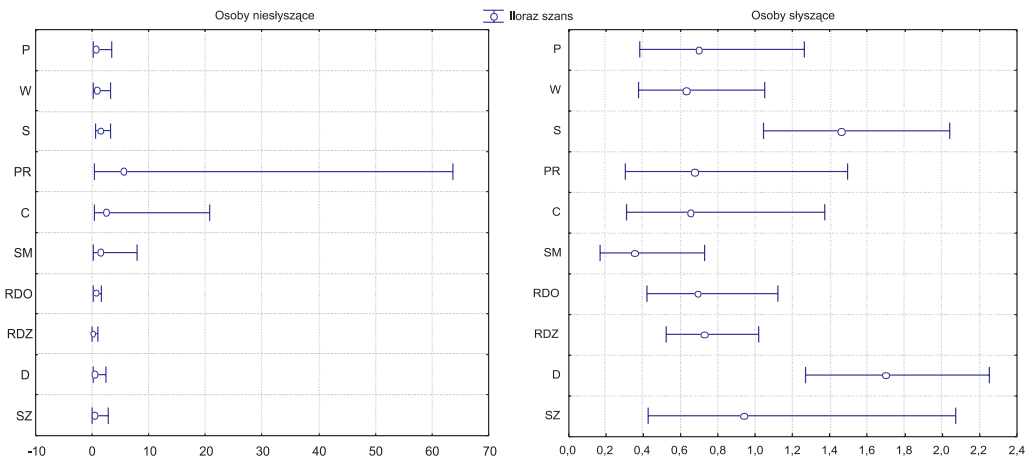 Osoby niesłyszące
Iloraz szans
Osoby słyszące
P
W
S
PR
C
SM
RDO
RDZ
D
SZ
-10 0 10 20 30 40 50 60 70
P
W
S
PR
C
SM
RDO
RDZ
D
SZ
0,0 0,2 0,4 0,6 0,8 1,0 1,2 1,4 1,6 1,8 2,0 2,2 2,4